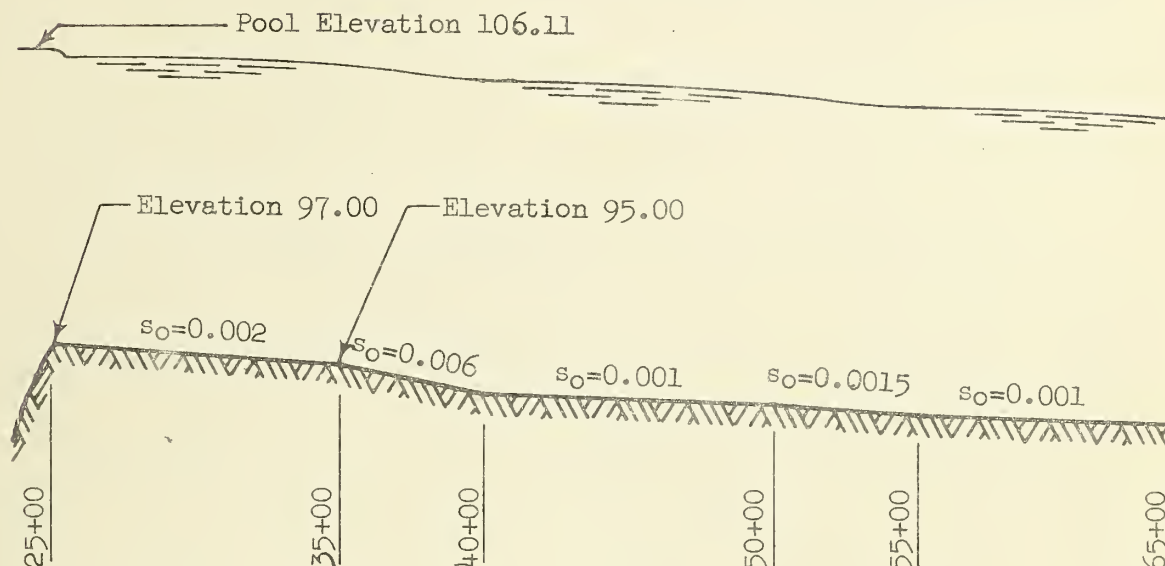 Pool Elevation 106.11
Elevation 97.00
Elevation 95.00
so=0.002
so=0.006
so=0.001
so=0.0015
so=0.001
25+00
35+00
40+00
50+00
55+00
65+00